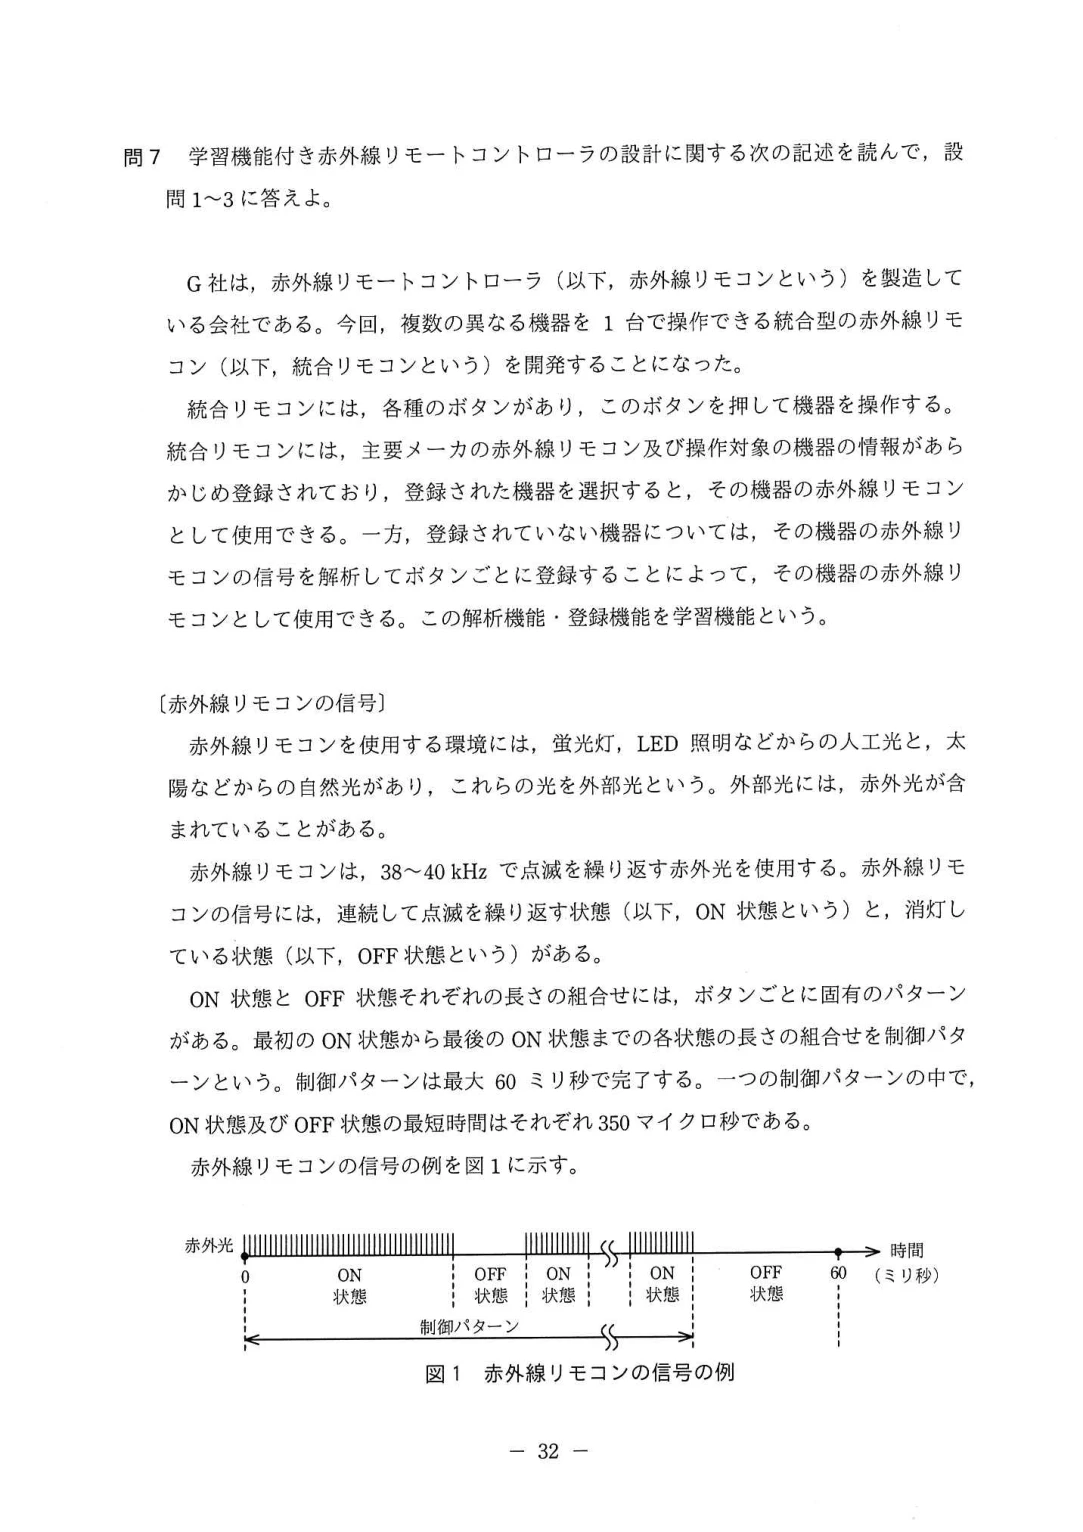 問7　学習機能付き赤外線リモートコントローラの設計に関する次の記述を読んで，設
問1～3に答えよ。
G社は，赤外線リモートコントローラ（以下，赤外線リモコンという）を製造して
いる会社である。今回，複数の異なる機器を 1 台で操作できる統合型の赤外線リモ
コン（以下，統合リモコンという）を開発することになった。
統合リモコンには，各種のボタンがあり，このボタンを押して機器を操作する。
統合リモコンには，主要メーカの赤外線リモコン及び操作対象の機器の情報があら
かじめ登録されており，登録された機器を選択すると，その機器の赤外線リモコン
として使用できる。一方，登録されていない機器については，その機器の赤外線リ
モコンの信号を解析してボタンごとに登録することによって，その機器の赤外線リ
モコンとして使用できる。この解析機能・登録機能を学習機能という。
〔赤外線リモコンの信号〕
赤外線リモコンを使用する環境には，蛍光灯，LED 照明などからの人工光と，太
陽などからの自然光があり，これらの光を外部光という。外部光には，赤外光が含
まれていることがある。
赤外線リモコンは，38～40 kHz で点滅を繰り返す赤外光を使用する。赤外線リモ
コンの信号には，連続して点滅を繰り返す状態（以下，ON 状態という）と，消灯し
ている状態（以下，OFF 状態という）がある。
ON 状態と OFF 状態それぞれの長さの組合せには，ボタンごとに固有のパターン
がある。最初の ON 状態から最後の ON 状態までの各状態の長さの組合せを制御パタ
ーンという。制御パターンは最大 60 ミリ秒で完了する。一つの制御パターンの中で，
ON 状態及び OFF 状態の最短時間はそれぞれ 350 マイクロ秒である。
赤外線リモコンの信号の例を図1に示す。
赤外光 時間
0 ON OFF ON ON OFF 60 （ミリ秒）
状態 状態 状態 状態 状態
制御パターン
図1　赤外線リモコンの信号の例
－ 32 －